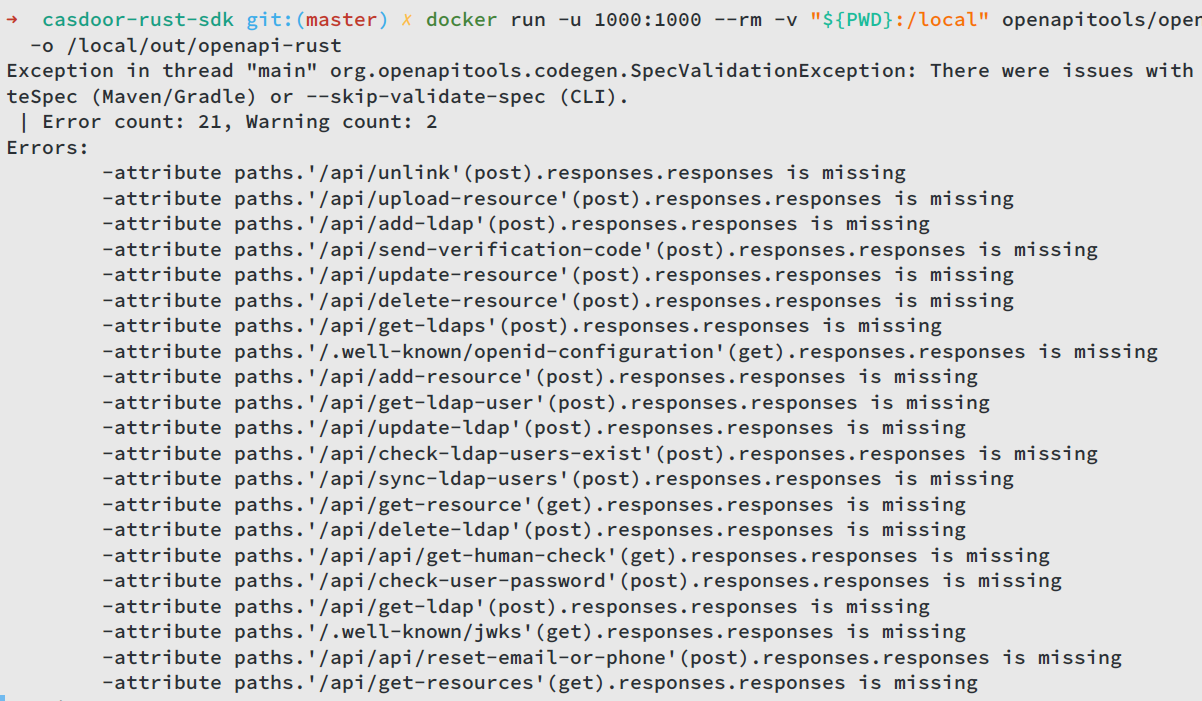 → casdoor-rust-sdk git:(master) ✗ docker run -u 1000:1000 --rm -v "${PWD}:/local" openapitools/oper
-o /local/out/openapi-rust
Exception in thread "main" org.openapitools.codegen.SpecValidationException: There were issues with
teSpec (Maven/Gradle) or --skip-validate-spec (CLI).
| Error count: 21, Warning count: 2
Errors:
-attribute paths.'/api/unlink'(post).responses.responses is missing
-attribute paths.'/api/upload-resource'(post).responses.responses is missing
-attribute paths.'/api/add-ldap'(post).responses.responses is missing
-attribute paths.'/api/send-verification-code'(post).responses.responses is missing
-attribute paths.'/api/update-resource'(post).responses.responses is missing
-attribute paths.'/api/delete-resource'(post).responses.responses is missing
-attribute paths.'/api/get-ldaps'(post).responses.responses is missing
-attribute paths.'/.well-known/openid-configuration'(get).responses.responses is missing
-attribute paths.'/api/add-resource'(post).responses.responses is missing
-attribute paths.'/api/get-ldap-user'(post).responses.responses is missing
-attribute paths.'/api/update-ldap'(post).responses.responses is missing
-attribute paths.'/api/check-ldap-users-exist'(post).responses.responses is missing
-attribute paths.'/api/sync-ldap-users'(post).responses.responses is missing
-attribute paths.'/api/get-resource'(get).responses.responses is missing
-attribute paths.'/api/delete-ldap'(post).responses.responses is missing
-attribute paths.'/api/api/get-human-check'(get).responses.responses is missing
-attribute paths.'/api/check-user-password'(post).responses.responses is missing
-attribute paths.'/api/get-ldap'(post).responses.responses is missing
-attribute paths.'/.well-known/jwks'(get).responses.responses is missing
-attribute paths.'/api/api/reset-email-or-phone'(post).responses.responses is missing
-attribute paths.'/api/get-resources'(get).responses.responses is missing